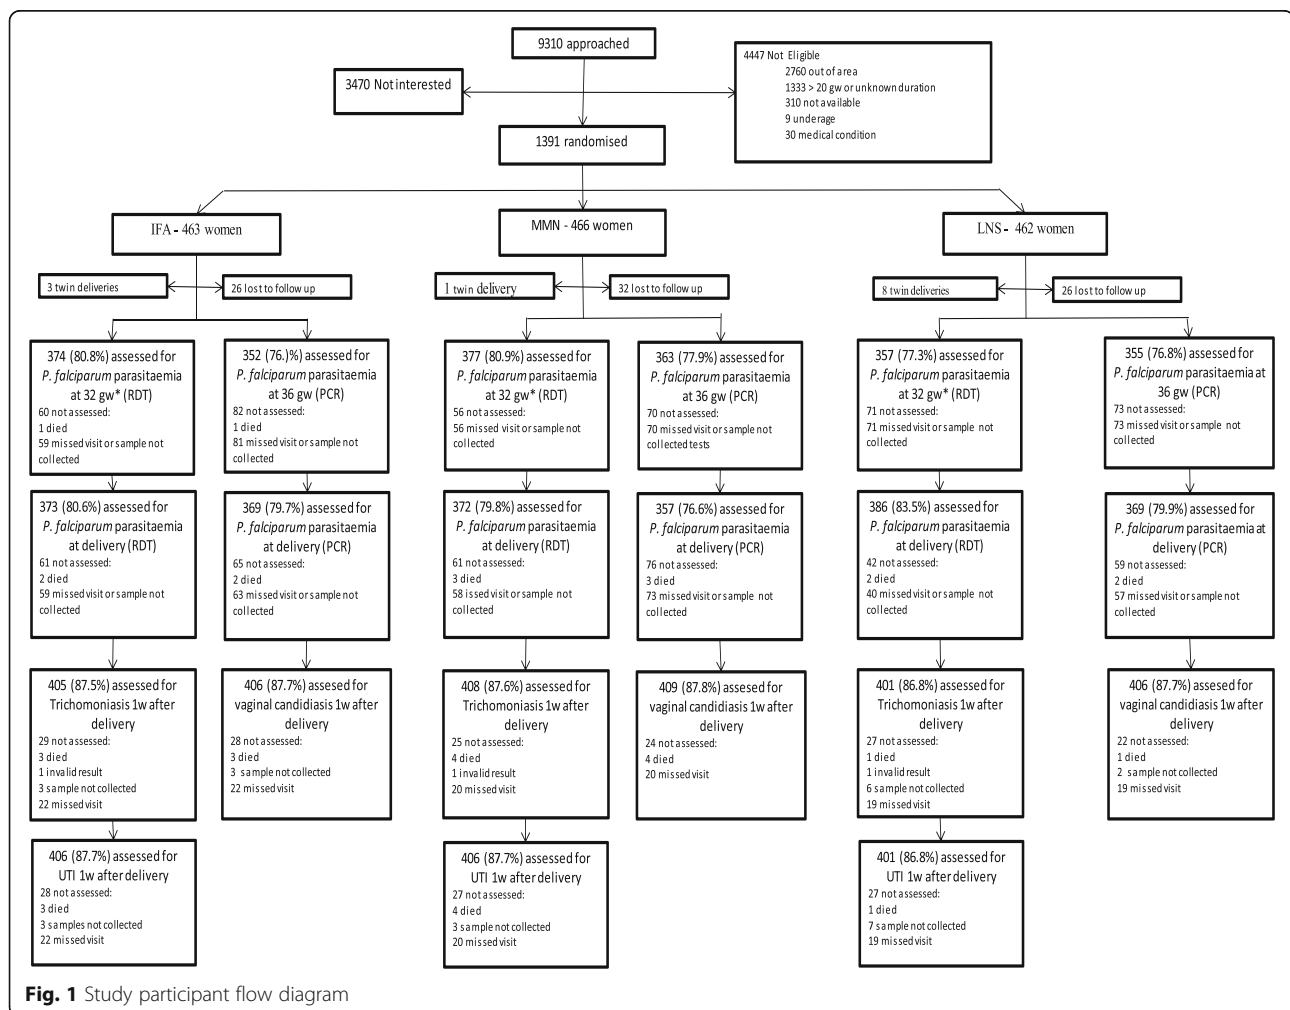 9310 approached
3470 Not interested
4447 Not Eligible
2760 out of area
1333 > 20 gw or unknown duration
310 not available
9 underage
30 medical condition
1391 randomised
IFA - 463 women
MMN - 466 women
LNS - 462 women
3 twin deliveries
26 lost to follow up
1 twin delivery
32 lost to follow up
8 twin deliveries
26 lost to follow up
374 (80.8%) assessed for
P. falciparum parasitaemia
at 32 gw* (RDT)
60 not assessed:
1 died
59 missed visit or sample not
collected
352 (76.)% assessed for
P. falciparum parasitaemia
at 36 gw (PCR)
82 not assessed:
1 died
81 missed visit or sample not
collected
377 (80.9%) assessed for
P. falciparum parasitaemia
at 32 gw* (RDT)
56 not assessed:
56 missed visit or sample not
collected
363 (77.9%) assessed for
P. falciparum parasitaemia
at 36 gw (PCR)
70 not assessed:
70 missed visit or sample not
collected tests
357 (77.3%) assessed for
P. falciparum parasitaemia
at 32 gw* (RDT)
71 not assessed:
71 missed visit or sample not
collected
355 (76.8%) assessed for
P. falciparum parasitaemia at
36 gw (PCR)
73 not assessed:
73 missed visit or sample not
collected
373 (80.6%) assessed for
P. falciparum parasitaemia
at delivery (RDT)
61 not assessed:
2 died
59 missed visit or sample not
collected
369 (79.7%) assessed for
P. falciparum parasitaemia
at delivery (PCR)
65 not assessed:
2 died
63 missed visit or sample not
collected
372 (79.8%) assessed for
P. falciparum parasitaemia
at delivery (RDT)
61 not assessed:
3 died
58 issed visit or sample not
collected
357 (76.6%) assessed for
P. falciparum parasitaemia
at delivery (PCR)
76 not assessed:
3 died
73 missed visit or sample not
collected
386 (83.5%) assessed for
P. falciparum parasitaemia
at delivery (RDT)
42 not assessed:
2 died
40 missed visit or sample not
collected
369 (79.9%) assessed for
P. falciparum parasitaemia at
delivery (PCR)
59 not assessed:
2 died
57 missed visit or sample not
collected
405 (87.5%) assessed for
Trichomoniasis 1w after
delivery
29 not assessed:
3 died
1 invalid result
3 sample not collected
22 missed visit
406 (87.7%) assesed for
vaginal candidiasis 1w after
delivery
28 not assessed:
3 died
3 sample not collected
22 missed visit
408 (87.6%) assessed for
Trichomoniasis 1w after
delivery
25 not assessed:
4 died
1 invalid result
20 missed visit
409 (87.8%) assesed for
vaginal candidiasis 1w after
delivery
24 not assessed:
4 died
20 missed visit
401 (86.8%) assessed for
Trichomoniasis 1w after
delivery
27 not assessed:
1 died
1 invalid result
6 sample not collected
19 missed visit
406 (87.7%) assessed for
vaginal candidiasis 1w after
delivery
22 not assessed:
1 died
2 sample not collected
19 missed visit
406 (87.7%) assessed for
UTI 1w after delivery
28 not assessed:
3 died
3 samples not collected
22 missed visit
406 (87.7%) assessed for
UTI 1w after delivery
27 not assessed:
4 died
3 sample not collected
20 missed visit
401 (86.8%) assessed for
UTI 1w after delivery
27 not assessed:
1 died
7 sample not collected
19 missed visit
Fig. 1 Study participant flow diagram